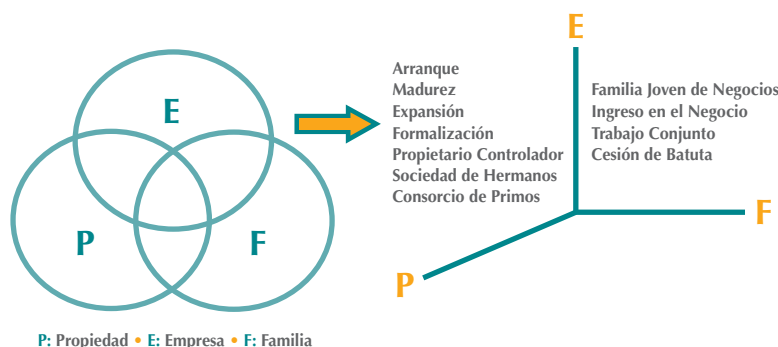 E
P
F
P: Propiedad • E: Empresa • F: Familia
Arranque
Madurez
Expansión
Formalización
Propietario Controlador
Sociedad de Hermanos
Consorcio de Primos
E
Familia Joven de Negocios
Ingreso en el Negocio
Trabajo Conjunto
Cesión de Batuta
F
P